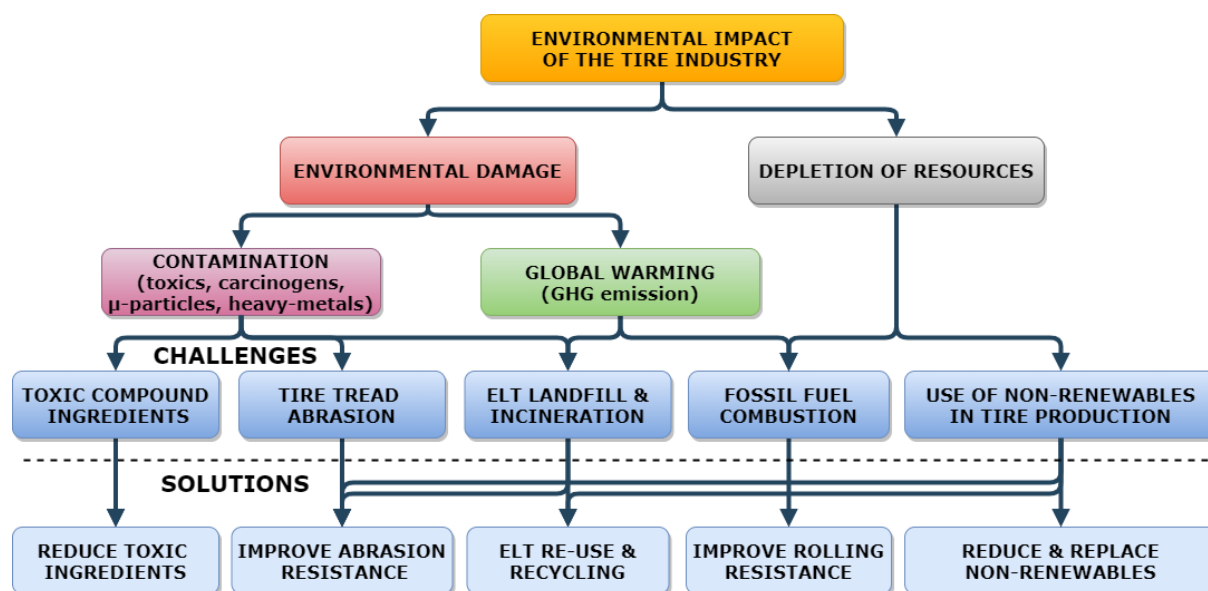 ENVIRONMENTAL IMPACT
OF THE TIRE INDUSTRY
ENVIRONMENTAL DAMAGE
DEPLETION OF RESOURCES
CONTAMINATION
(toxics, carcinogens,
µ-particles, heavy-metals)
GLOBAL WARMING
(GHG emission)
CHALLENGES
TOXIC COMPOUND
INGREDIENTS
TIRE TREAD
ABRASION
ELT LANDFILL &
INCINERATION
FOSSIL FUEL
COMBUSTION
USE OF NON-RENEWABLES
IN TIRE PRODUCTION
SOLUTIONS
REDUCE TOXIC
INGREDIENTS
IMPROVE ABRASION
RESISTANCE
ELT RE-USE &
RECYCLING
IMPROVE ROLLING
RESISTANCE
REDUCE & REPLACE
NON-RENEWABLES